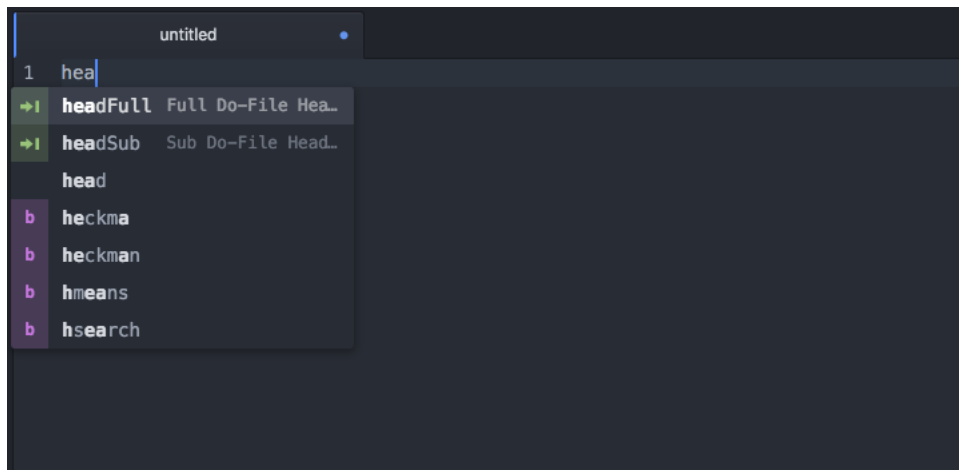 untitled
1 hea
headFull Full Do-File Hea…
headSub Sub Do-File Head…
head
b heckma
b heckman
b hmeans
b hsearch